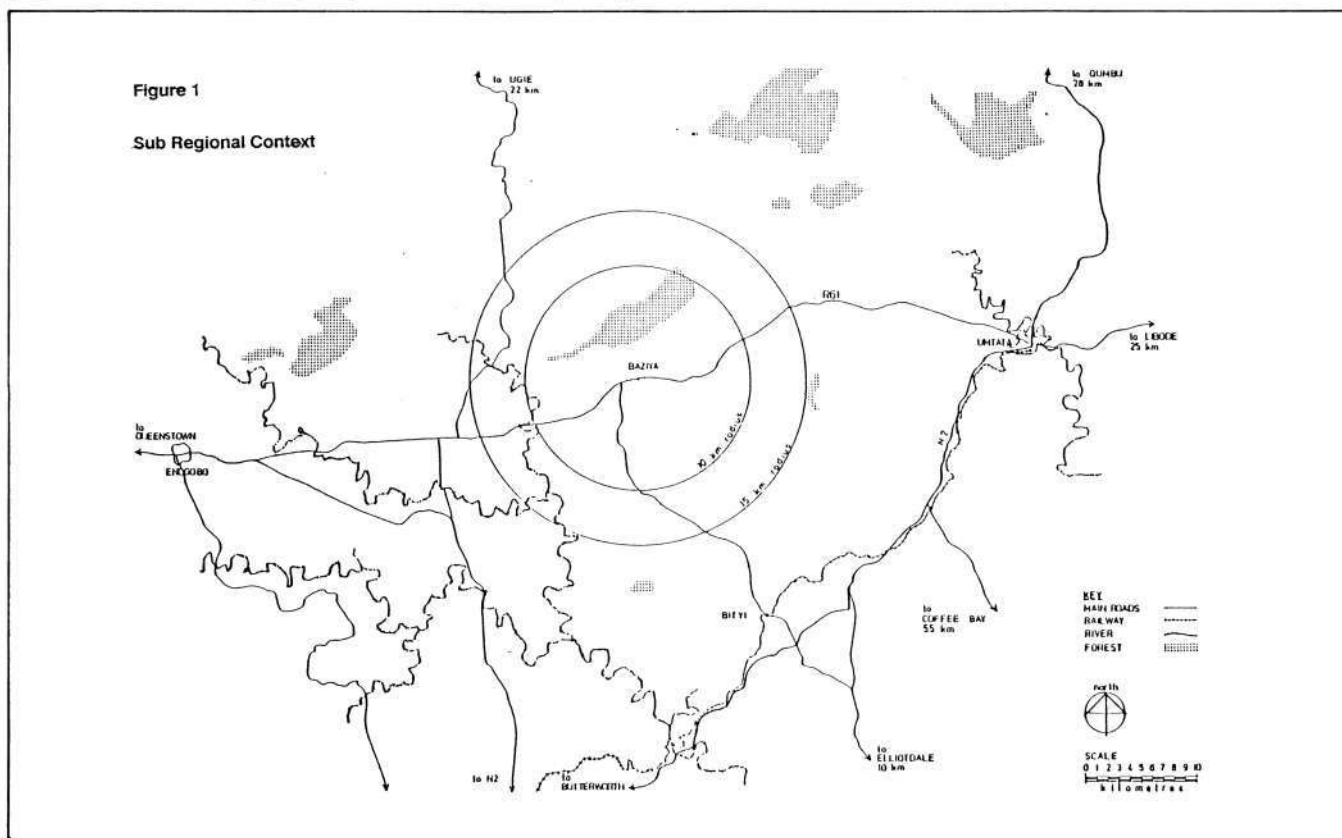 Figure 1
Sub Regional Context
to UGIE
22 km
to QUMBU
28 km
R61
UMTATA
to LIBODE
25 km
BAZIYA
to
QUEENSTOWN
ENGCOBO
10 km radius
15 km radius
N2
BITYI
to
COFFEE BAY
55 km
to
ELLIOTDALE
10 km
to N2
to
BUTTERWORTH
KEY
MAIN ROADS
RAILWAY
RIVER
FOREST
north
SCALE
0 1 2 3 4 5 6 7 8 9 10
kilometres